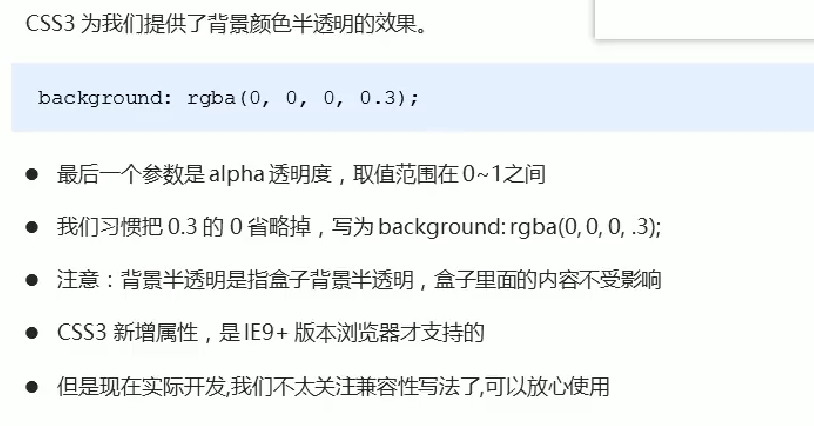 CSS3 为我们提供了背景颜色半透明的效果。
background: rgba(0, 0, 0, 0.3);
● 最后一个参数是 alpha 透明度，取值范围在 0~1之间
● 我们习惯把 0.3 的 0 省略掉，写为 background: rgba(0, 0, 0, .3);
● 注意：背景半透明是指盒子背景半透明，盒子里面的内容不受影响
● CSS3 新增属性，是 IE9+ 版本浏览器才支持的
● 但是现在实际开发,我们不太关注兼容性写法了,可以放心使用